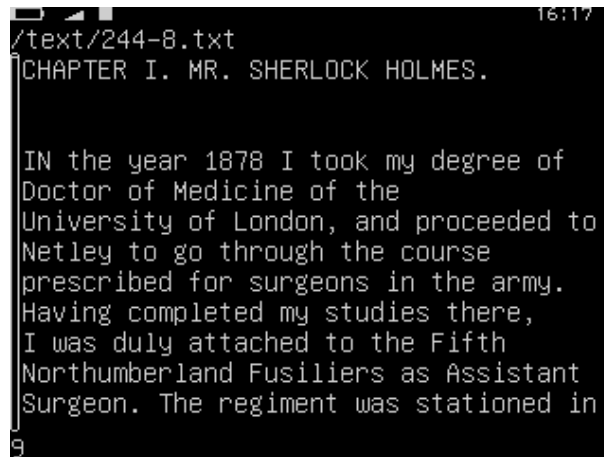 16:17
/text/244-8.txt
CHAPTER I. MR. SHERLOCK HOLMES.
IN the year 1878 I took my degree of
Doctor of Medicine of the
University of London, and proceeded to
Netley to go through the course
prescribed for surgeons in the army.
Having completed my studies there,
I was duly attached to the Fifth
Northumberland Fusiliers as Assistant
Surgeon. The regiment was stationed in
9